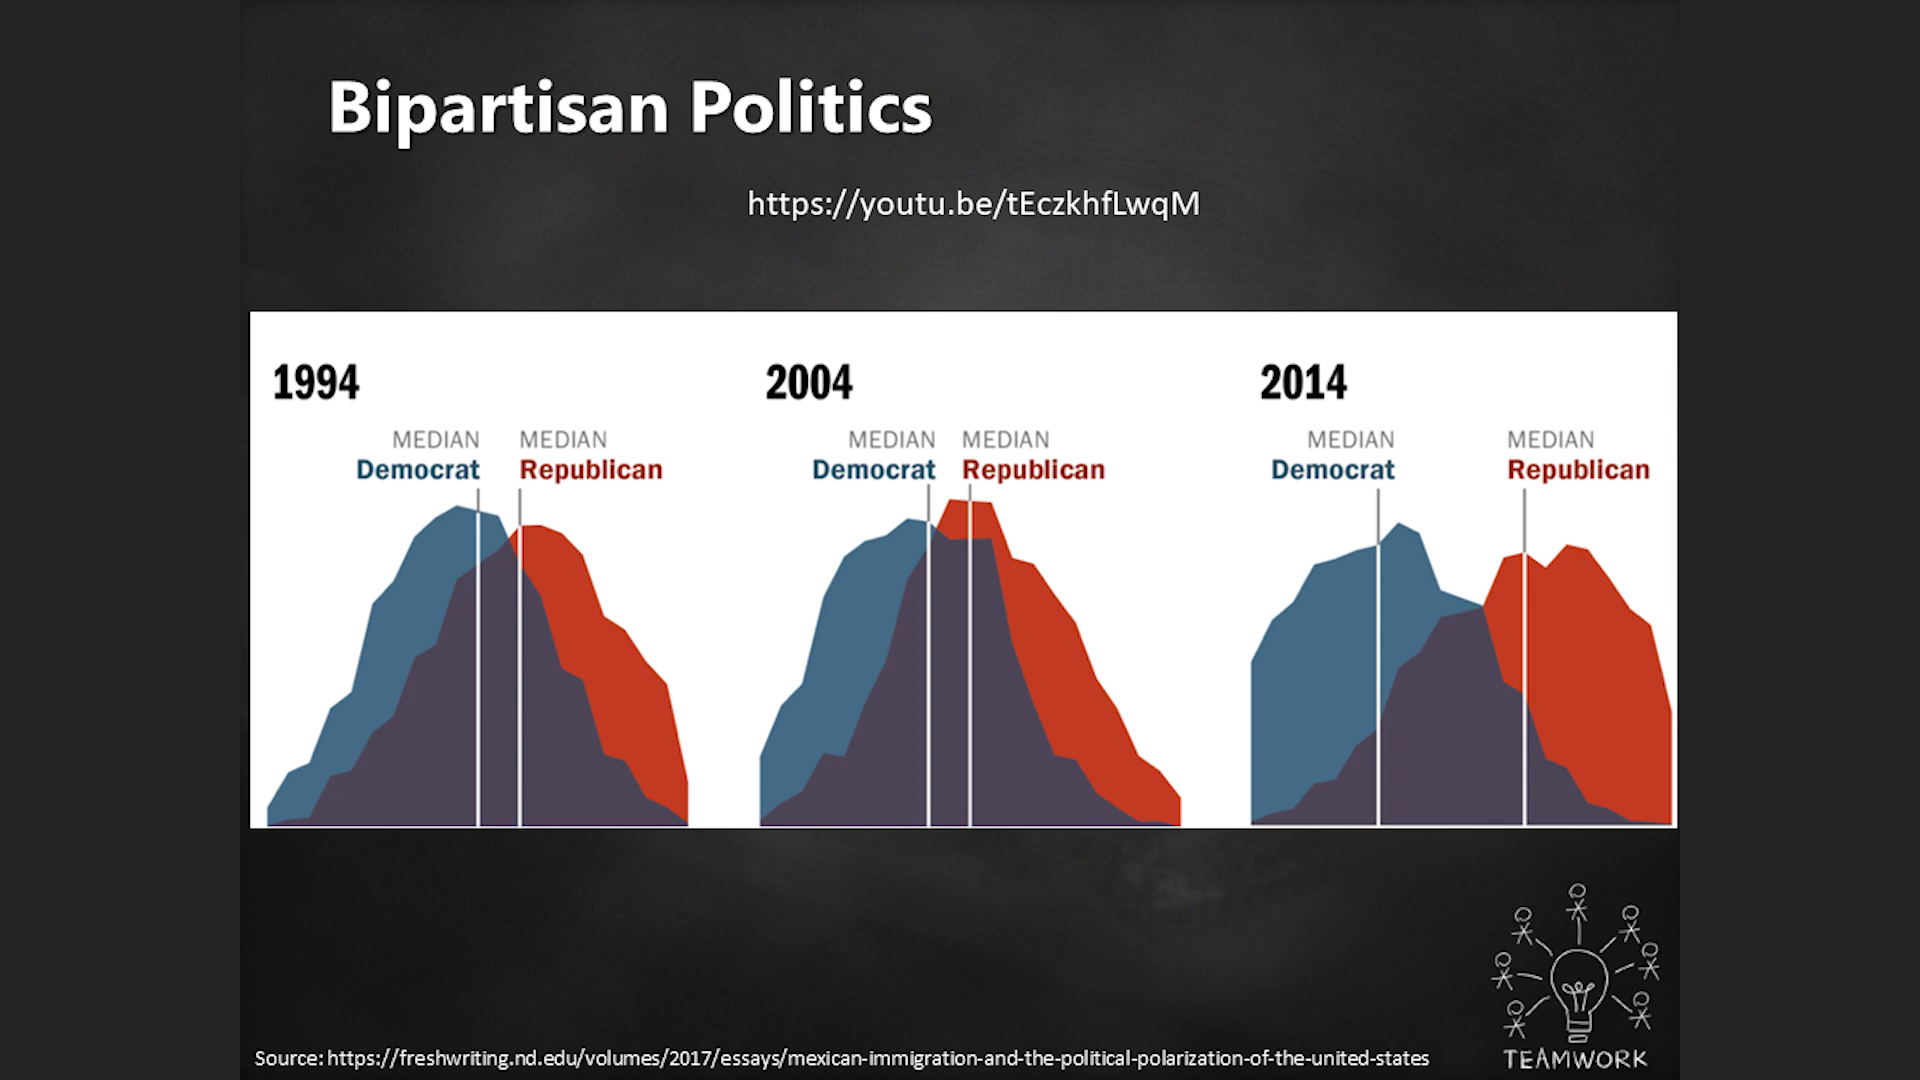 Bipartisan Politics
https://youtu.be/tEczkhfLwqM
1994
MEDIAN MEDIAN
Democrat Republican
2004
MEDIAN MEDIAN
Democrat Republican
2014
MEDIAN MEDIAN
Democrat Republican
TEAMWORK
Source: https://freshwriting.nd.edu/volumes/2017/essays/mexican-immigration-and-the-political-polarization-of-the-united-states